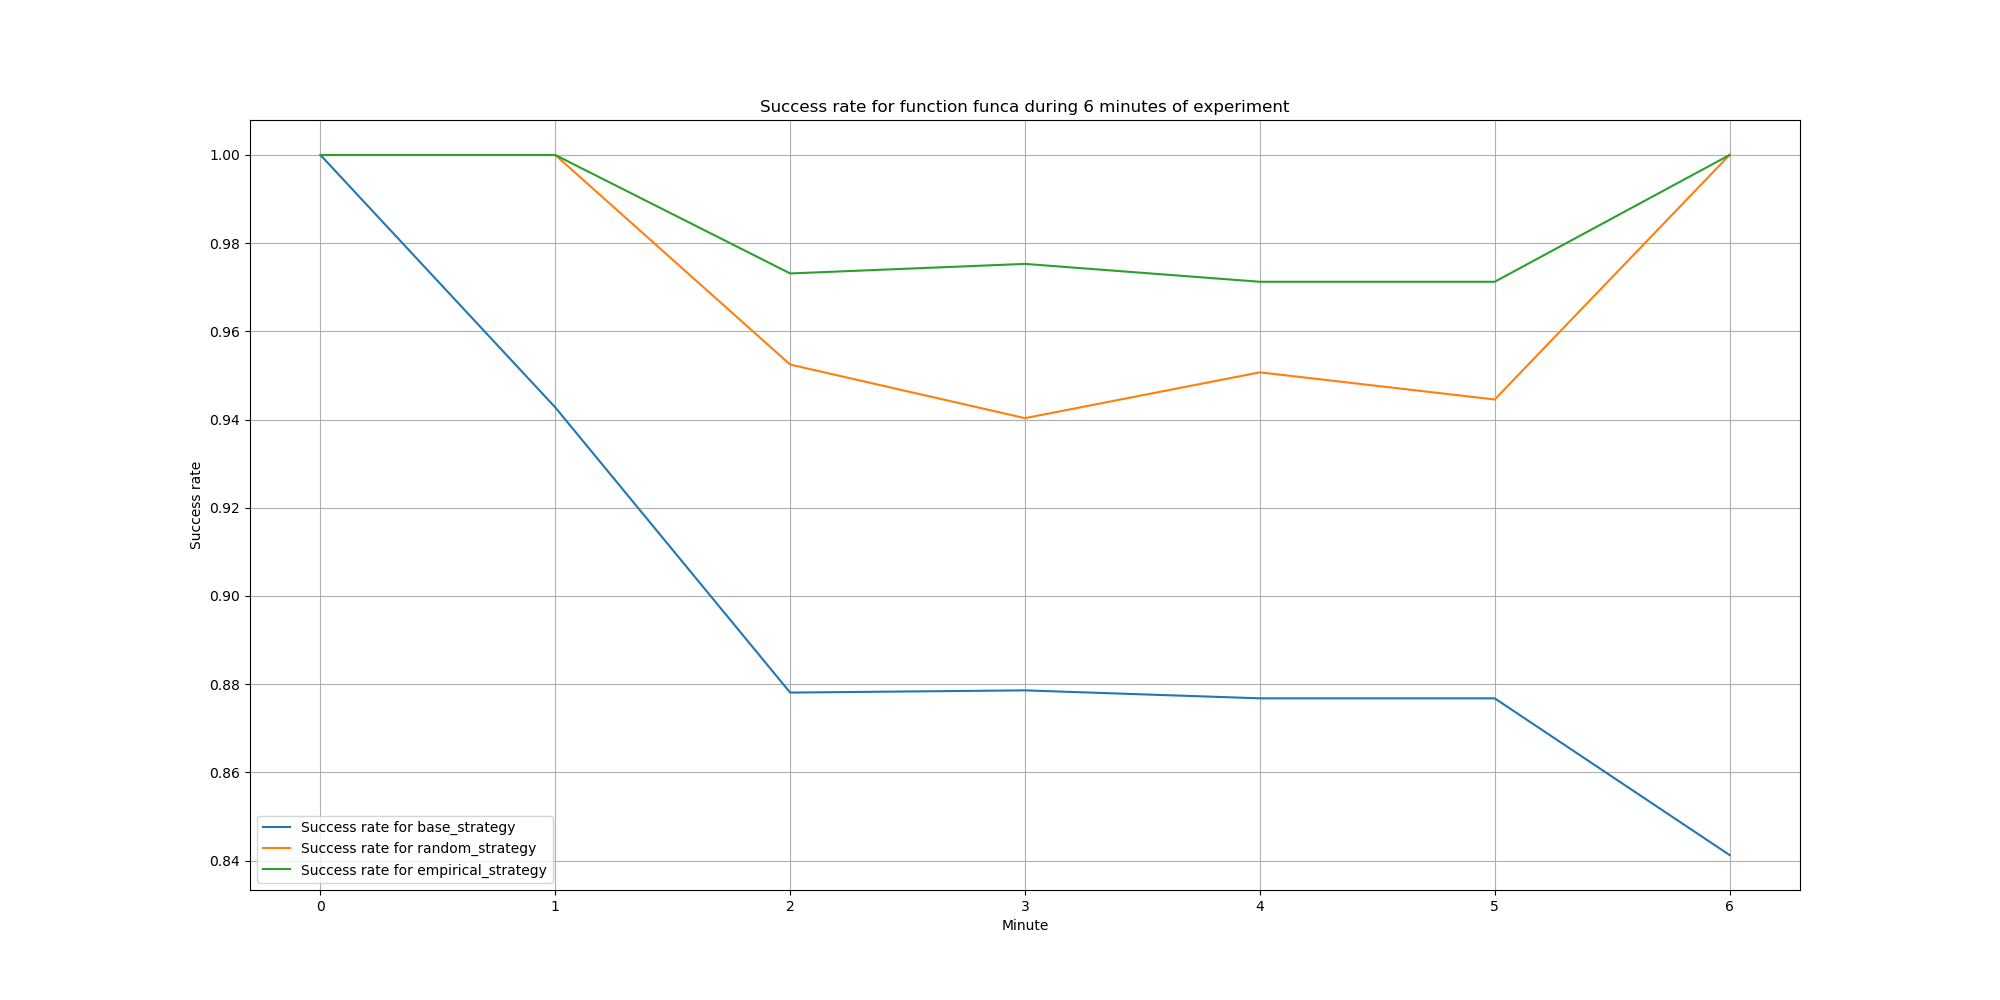 Success rate for function funca during 6 minutes of experiment
Success rate
1.00
0.98
0.96
0.94
0.92
0.90
0.88
0.86
0.84
Success rate for base_strategy
Success rate for random_strategy
Success rate for empirical_strategy
0 1 2 3 4 5 6
Minute